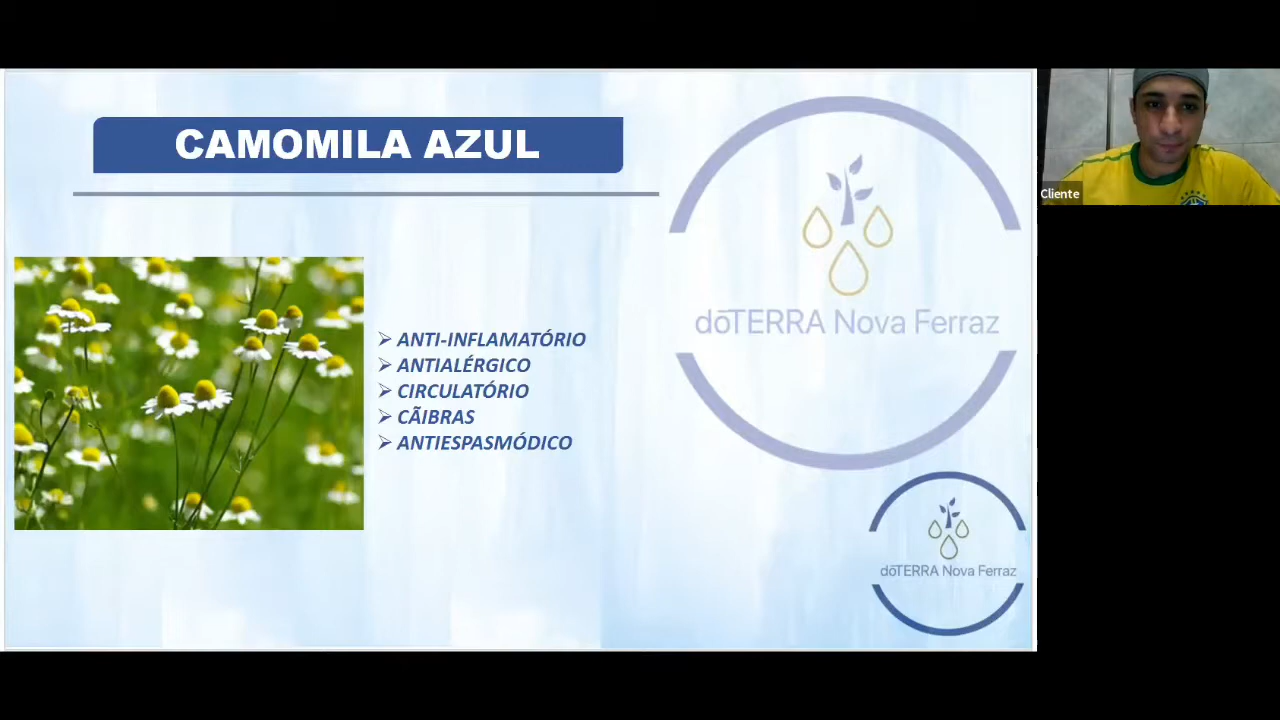 CAMOMILA AZUL
ANTI-INFLAMATÓRIO
ANTIALÉRGICO
CIRCULATÓRIO
CÃIBRAS
ANTIESPASMÓDICO
dōTERRA Nova Ferraz
dōTERRA Nova Ferraz
Cliente